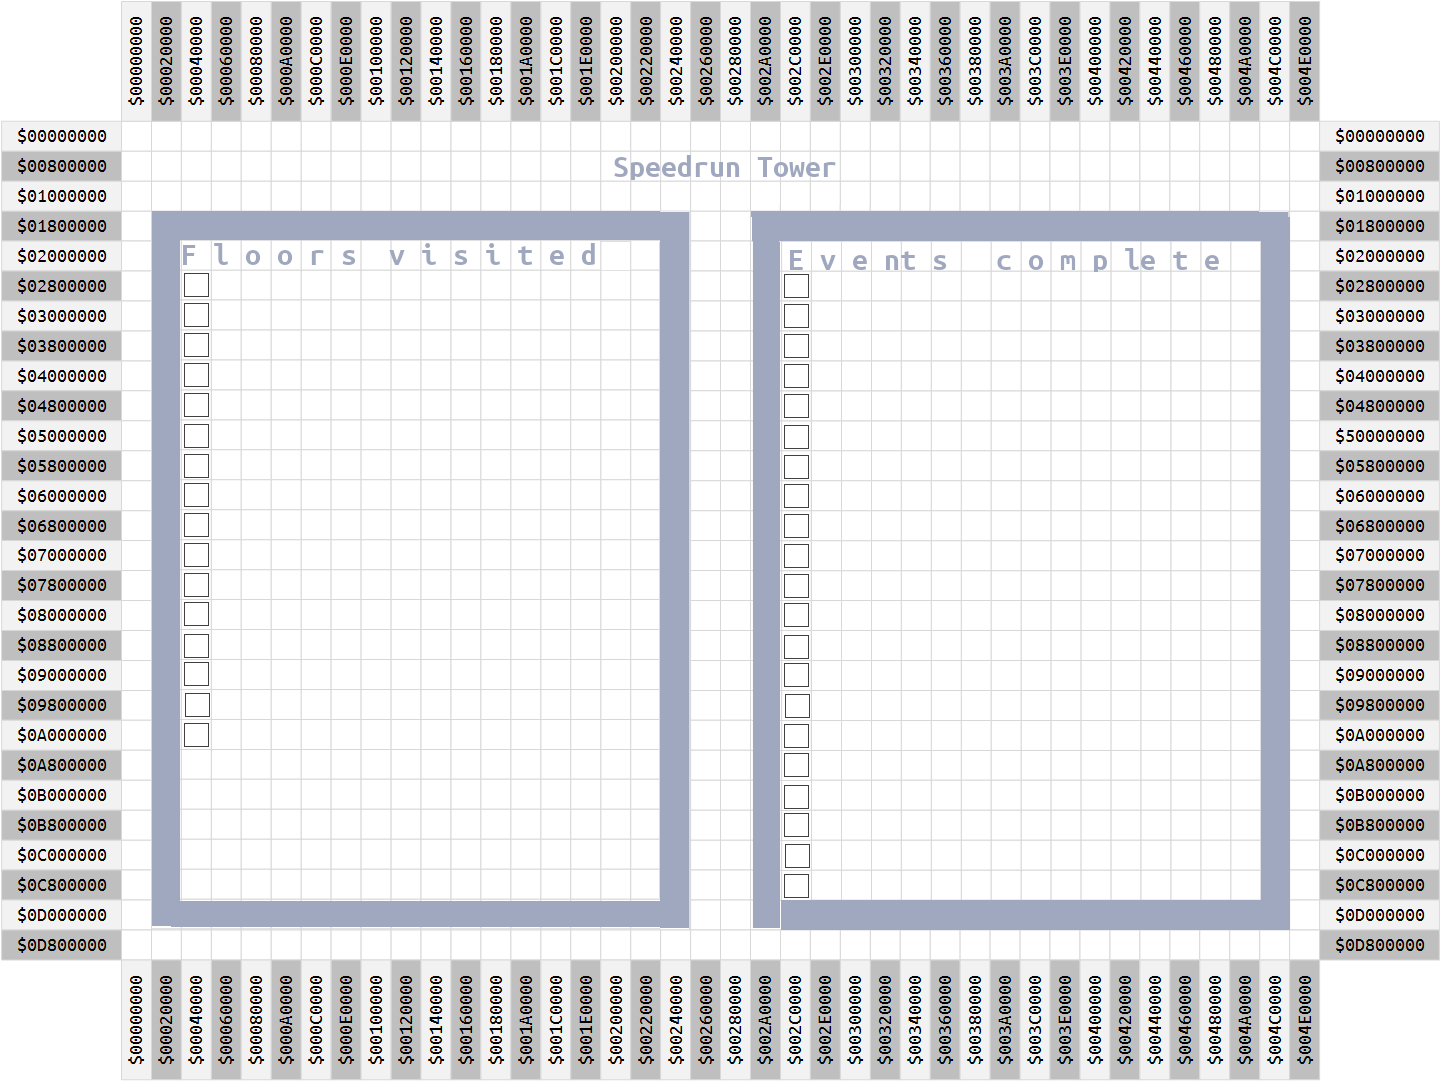 $00000000 $00020000 $00040000 $00060000 $00080000 $000A0000 $000C0000 $000E0000 $00100000 $00120000 $00140000 $00160000 $00180000 $001A0000 $001C0000 $001E0000 $00200000 $00220000 $00240000 $00260000 $00280000 $002A0000 $002C0000 $002E0000 $00300000 $00320000 $00340000 $00360000 $00380000 $003A0000 $003C0000 $003E0000 $00400000 $00420000 $00440000 $00460000 $00480000 $004A0000 $004C0000 $004E0000
$00000000 $00000000
$00800000 Speedrun Tower $00800000
$01000000 $01000000
$01800000 $01800000
$02000000 Floors visited Events complete $02000000
$02800000 $02800000
$03000000 $03000000
$03800000 $03800000
$04000000 $04000000
$04800000 $04800000
$05000000 $50000000
$05800000 $05800000
$06000000 $06000000
$06800000 $06800000
$07000000 $07000000
$07800000 $07800000
$08000000 $08000000
$08800000 $08800000
$09000000 $09000000
$09800000 $09800000
$0A000000 $0A000000
$0A800000 $0A800000
$0B000000 $0B000000
$0B800000 $0B800000
$0C000000 $0C000000
$0C800000 $0C800000
$0D000000 $0D000000
$0D800000 $0D800000
$00000000 $00020000 $00040000 $00060000 $00080000 $000A0000 $000C0000 $000E0000 $00100000 $00120000 $00140000 $00160000 $00180000 $001A0000 $001C0000 $001E0000 $00200000 $00220000 $00240000 $00260000 $00280000 $002A0000 $002C0000 $002E0000 $00300000 $00320000 $00340000 $00360000 $00380000 $003A0000 $003C0000 $003E0000 $00400000 $00420000 $00440000 $00460000 $00480000 $004A0000 $004C0000 $004E0000